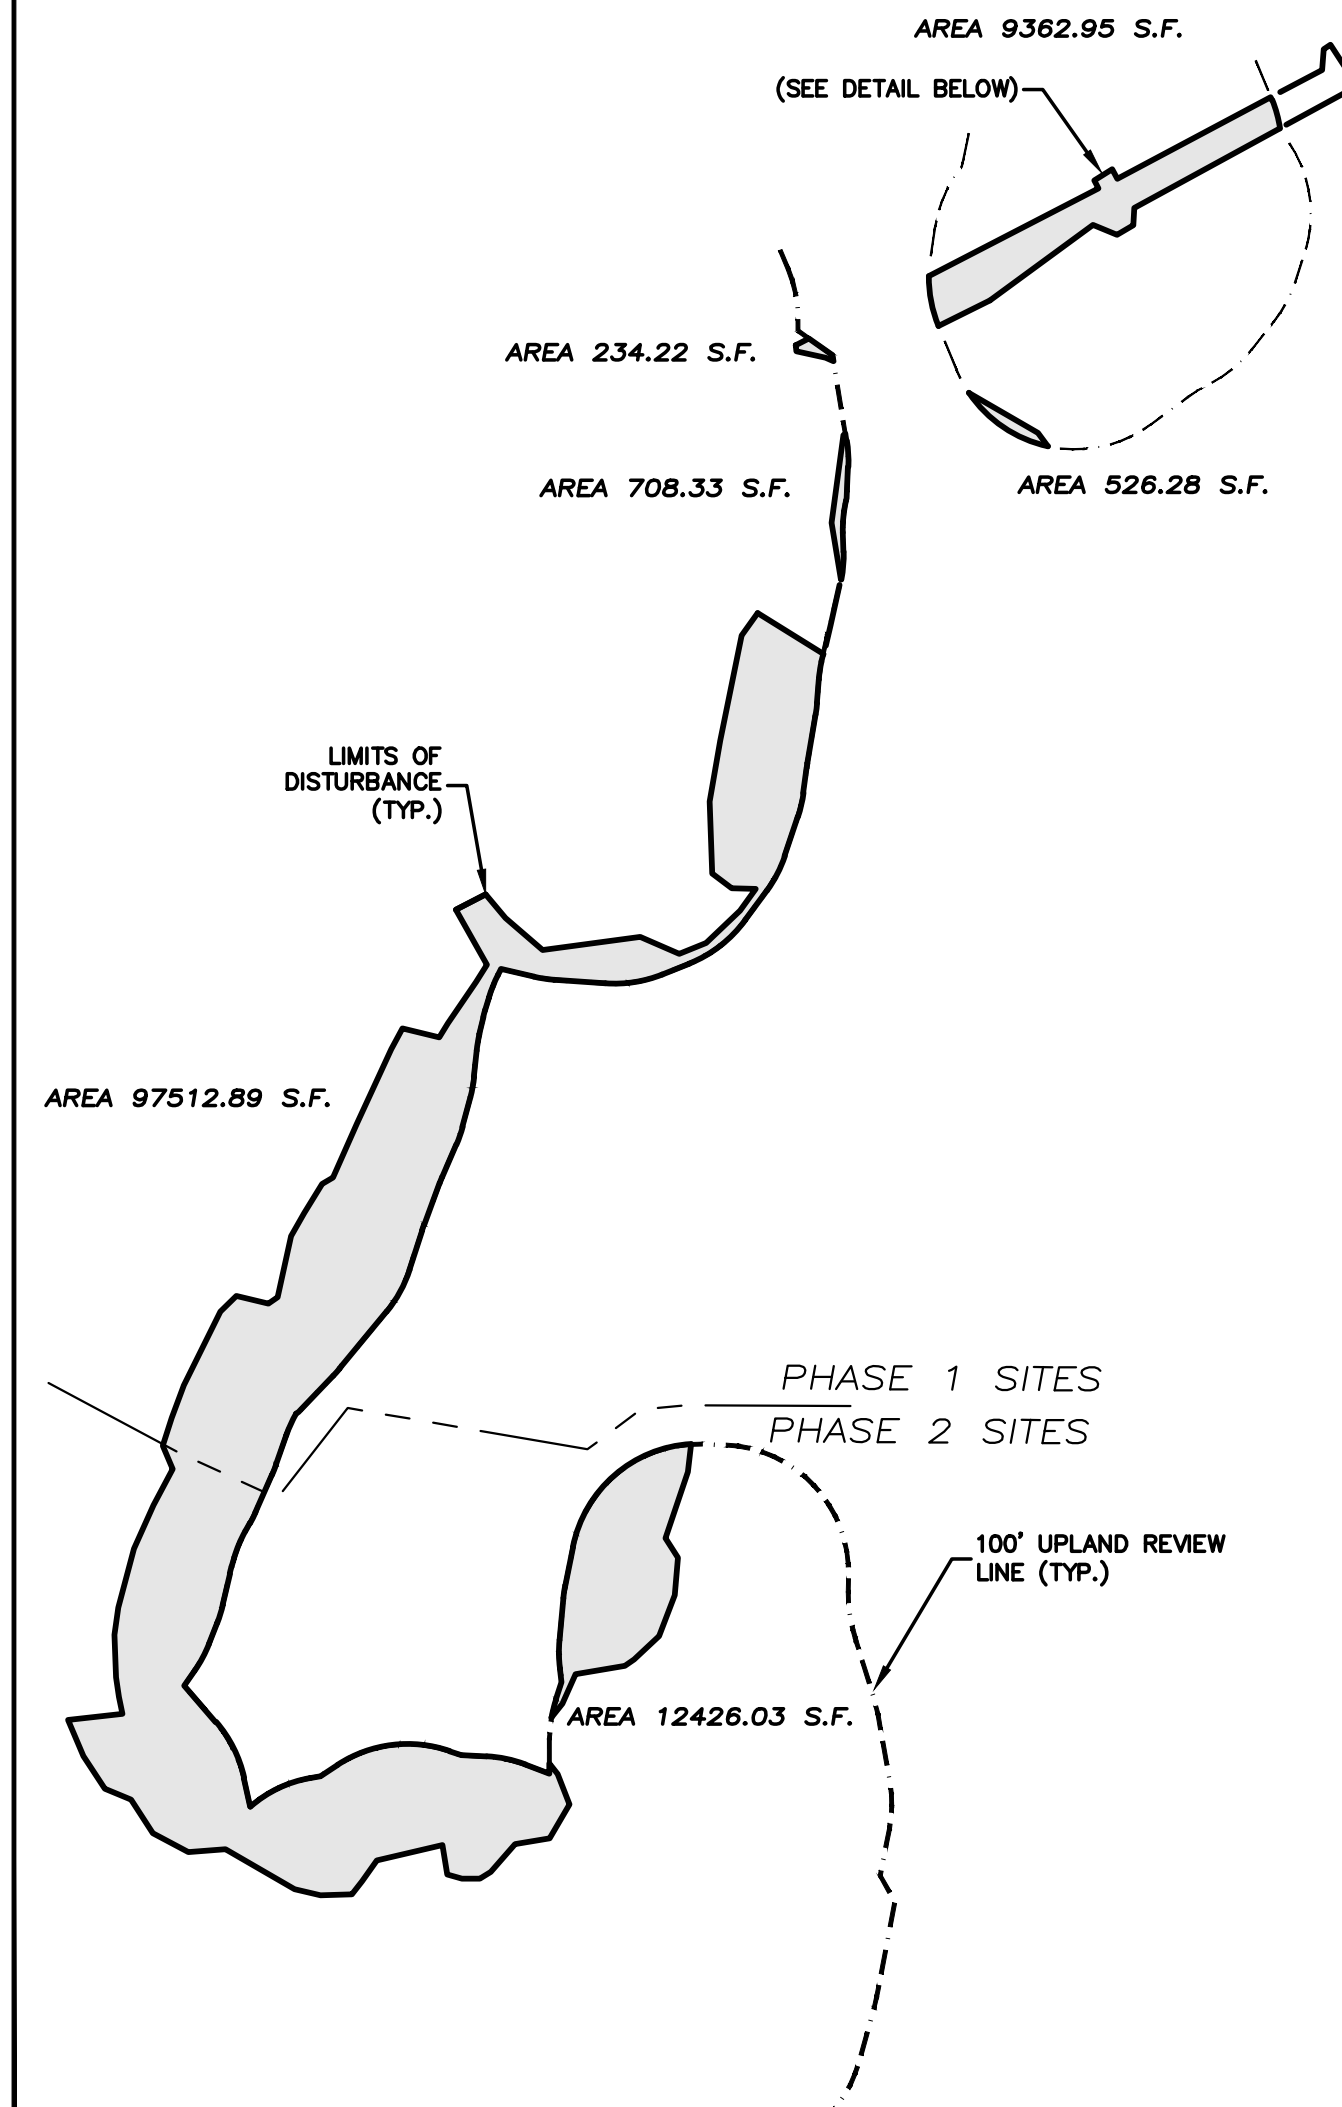 AREA 9362.95 S.F.
(SEE DETAIL BELOW)
AREA 234.22 S.F.
AREA 708.33 S.F.
AREA 526.28 S.F.
LIMITS OF
DISTURBANCE
(TYP.)
AREA 97512.89 S.F.
PHASE 1 SITES
PHASE 2 SITES
100' UPLAND REVIEW
LINE (TYP.)
AREA 12426.03 S.F.